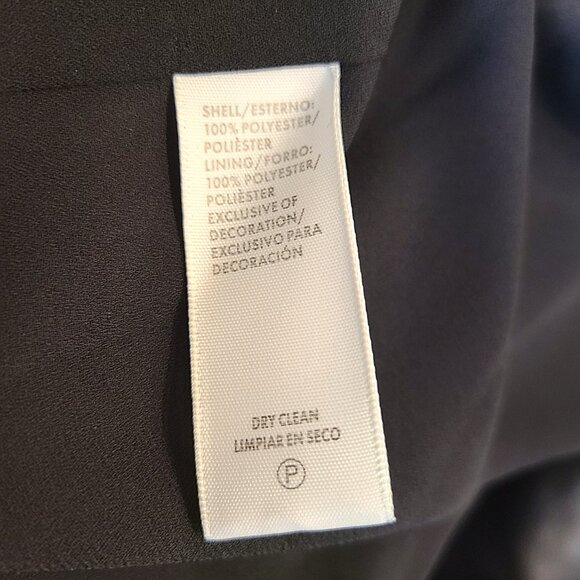 SHELL/ESTERNO:
100% POLYESTER/
POLIÈSTER
LINING/FORRO:
100% POLYESTER/
POLIÈSTER
EXCLUSIVE OF
DECORATION/
EXCLUSIVO PARA
DECORACIÓN
DRY CLEAN
LIMPIAR EN SECO
P